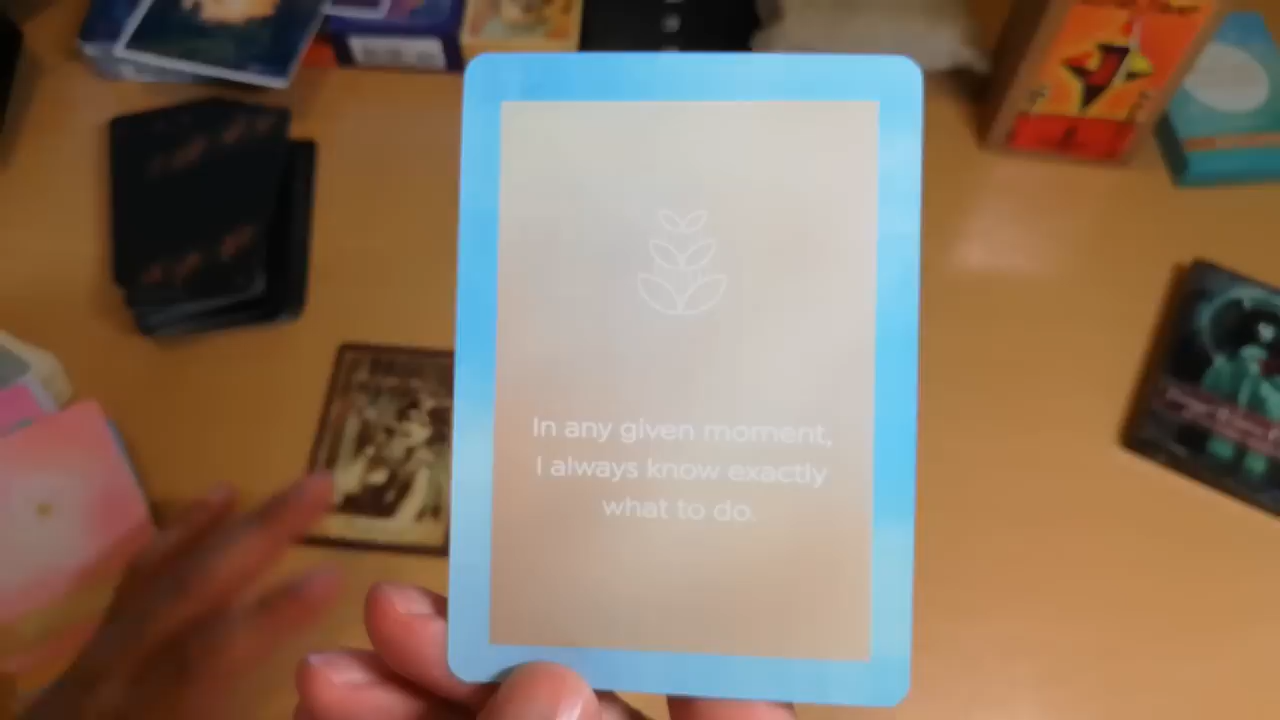 In any given moment,
I always know exactly
what to do.